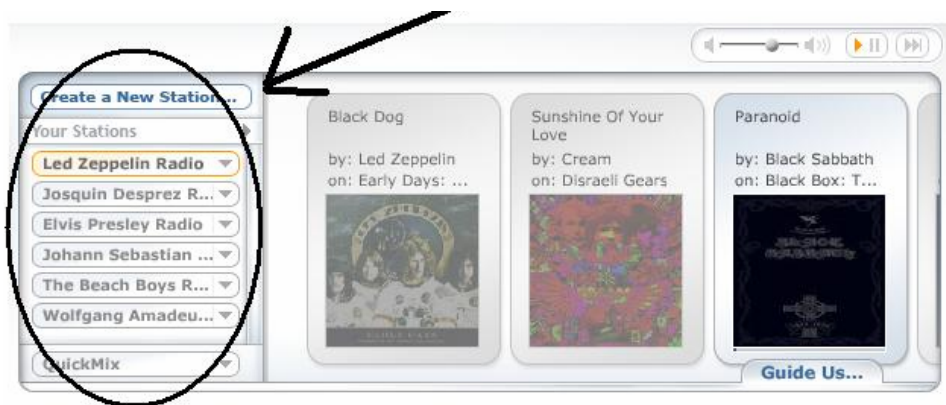 Create a New Station...
Your Stations
Led Zeppelin Radio
Josquin Desprez R...
Elvis Presley Radio
Johann Sebastian ...
The Beach Boys R...
Wolfgang Amadeu...
QuickMix
Black Dog
by: Led Zeppelin
on: Early Days: ...
Sunshine Of Your
Love
by: Cream
on: Disraeli Gears
Paranoid
by: Black Sabbath
on: Black Box: T...
BLACK
SABBATH
Guide Us...